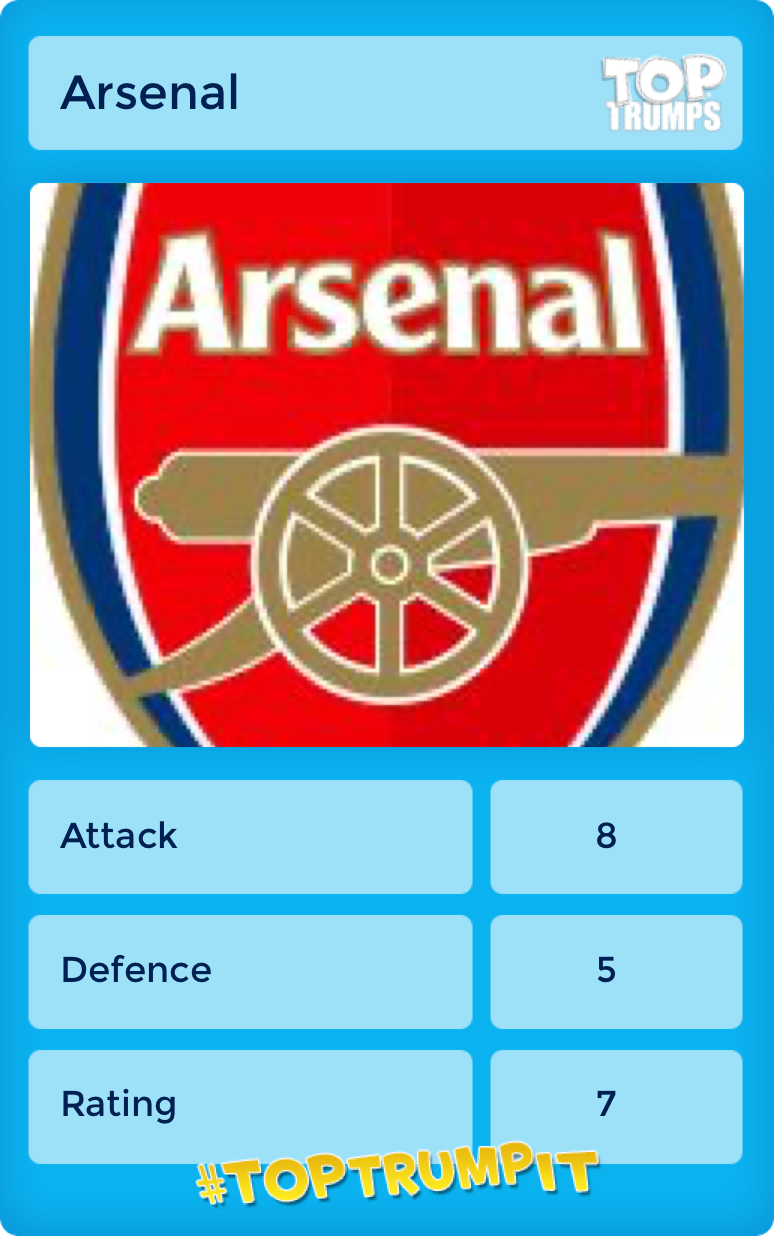 Arsenal
TOP
TRUMPS
Arsenal
Attack 8
Defence 5
Rating 7
#TOPTRUMPIT